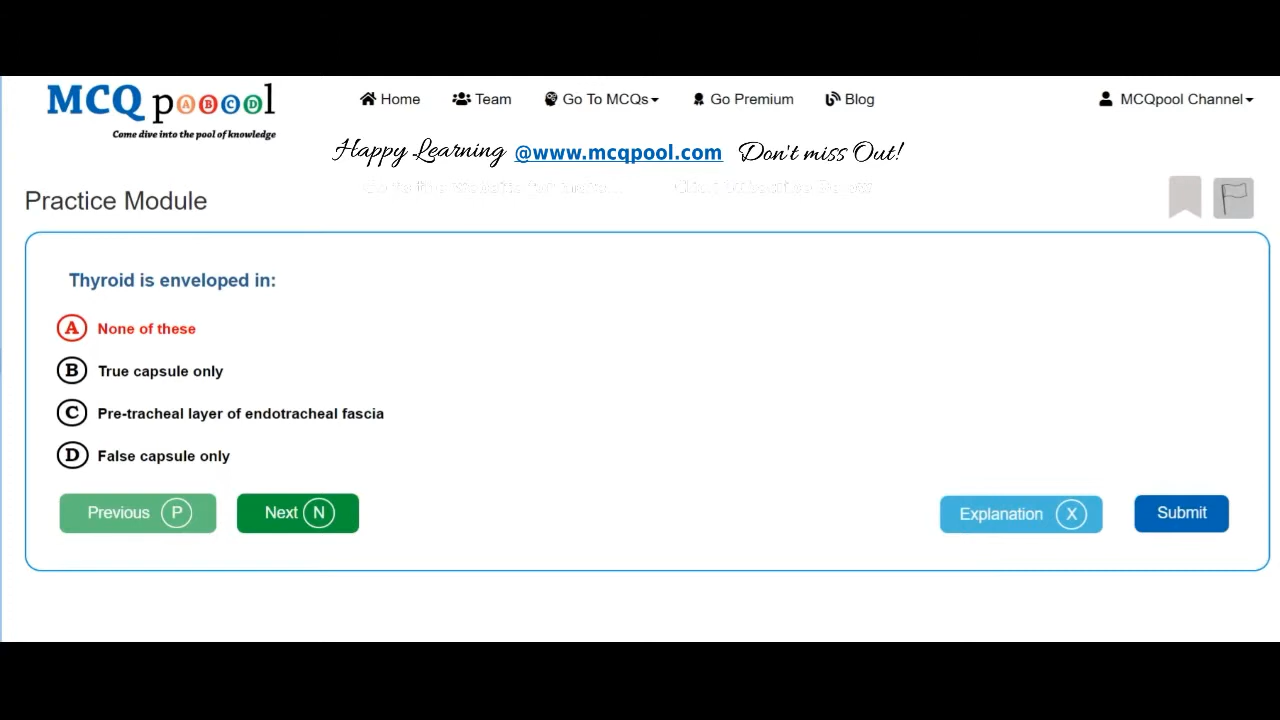 MCQ pooool
Come dive into the pool of knowledge
Home Team Go To MCQs Go Premium Blog MCQpool Channel
Happy Learning @www.mcqpool.com Don't miss Out!
Practice Module
Thyroid is enveloped in:
A None of these
B True capsule only
C Pre-tracheal layer of endotracheal fascia
D False capsule only
Previous P Next N Explanation X Submit